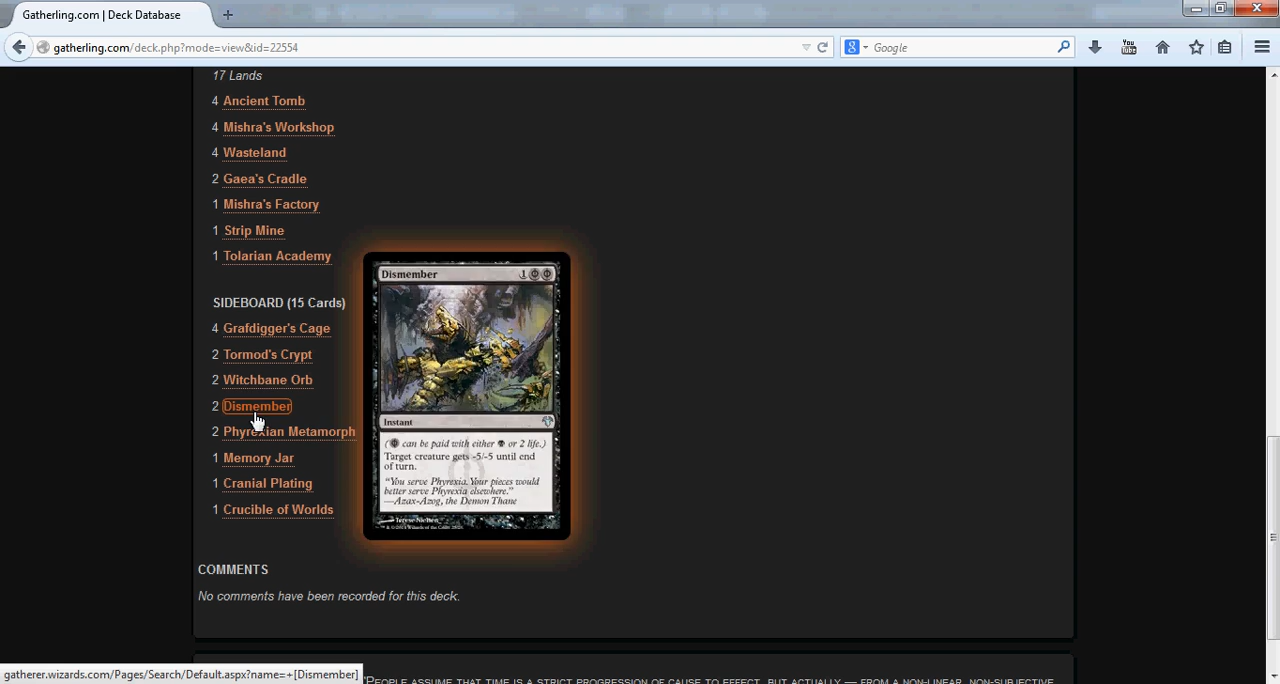 Gatherling.com | Deck Database
gatherling.com/deck.php?mode=view&id=22554
Google
You
17 Lands
4 Ancient Tomb
4 Mishra's Workshop
4 Wasteland
2 Gaea's Cradle
1 Mishra's Factory
1 Strip Mine
1 Tolarian Academy
SIDEBOARD (15 Cards)
4 Grafdigger's Cage
2 Tormod's Crypt
2 Witchbane Orb
2 Dismember
2 Phyrexian Metamorph
1 Memory Jar
1 Cranial Plating
1 Crucible of Worlds
Dismember 1
Instant
( can be paid with either or 2 life.)
Target creature gets -5/-5 until end
of turn.
"You serve Phyrexia. Your pieces would
better serve Phyrexia elsewhere."
—Azax-Azog, the Demon Thane
Terese Nielsen
COMMENTS
No comments have been recorded for this deck.
gatherer.wizards.com/Pages/Search/Default.aspx?name=+[Dismember]
"PEOPLE ASSUME THAT TIME IS A STRICT PROGRESSION OF CAUSE TO EFFECT, BUT ACTUALLY — FROM A NON-LINEAR, NON-SUBJECTIVE